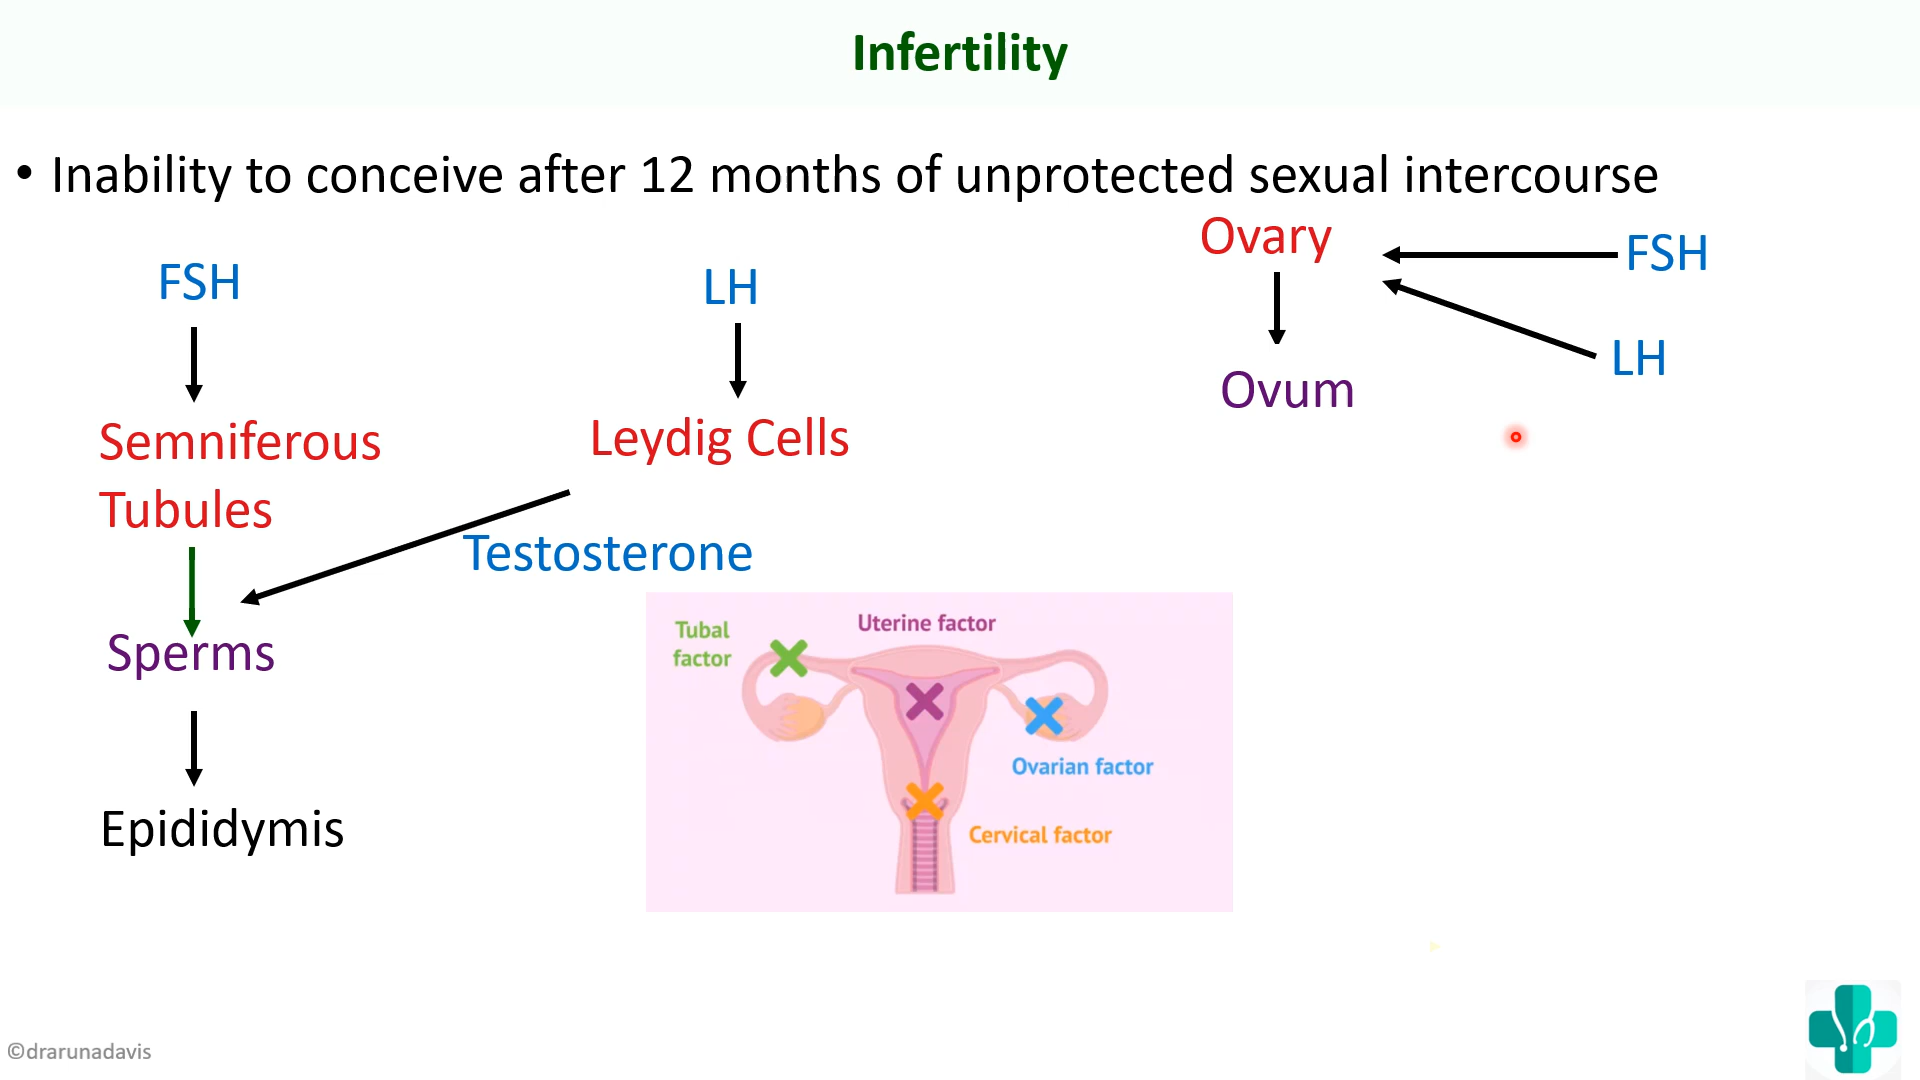 Infertility
• Inability to conceive after 12 months of unprotected sexual intercourse
FSH
Semniferous
Tubules
Sperms
Epididymis
LH
Leydig Cells
Testosterone
Ovary
Ovum
FSH
LH
Tubal
factor
Uterine factor
Ovarian factor
Cervical factor
©drarunadavis